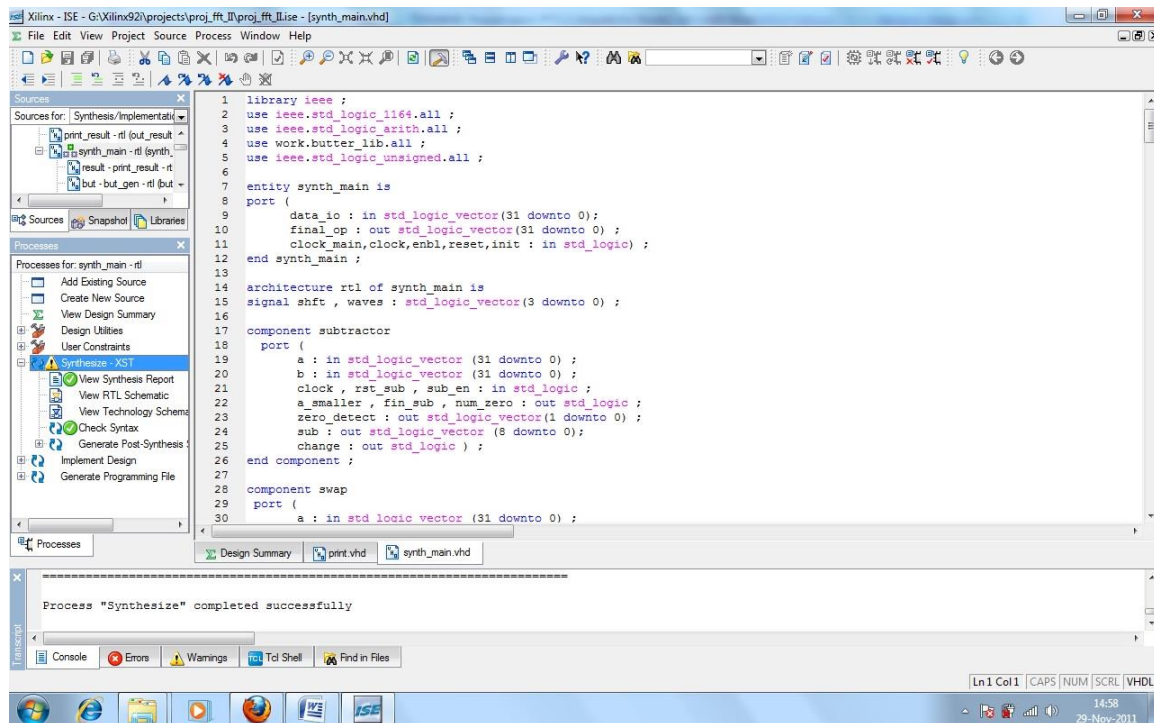 Xilinx - ISE - G:\Xilinx92i\projects\proj_fft_II\proj_fft_II.ise - [synth_main.vhd]
File Edit View Project Source Process Window Help
Sources
Sources for: Synthesis/Implementatic
print_result - rtl (out_result
synth_main - rtl (synth_
result - print_result - rt
but - but_gen - rtl (but
Sources Snapshot Libraries
Processes
Processes for: synth_main - rtl
Add Existing Source
Create New Source
View Design Summary
Design Utilities
User Constraints
Synthesize - XST
View Synthesis Report
View RTL Schematic
View Technology Schema
Check Syntax
Generate Post-Synthesis S
Implement Design
Generate Programming File
Processes
1 library ieee ;
2 use ieee.std_logic_1164.all ;
3 use ieee.std_logic_arith.all ;
4 use work.butter_lib.all ;
5 use ieee.std_logic_unsigned.all ;
6
7 entity synth_main is
8 port (
9 data_io : in std_logic_vector(31 downto 0);
10 final_op : out std_logic_vector(31 downto 0) ;
11 clock_main,clock,enbl,reset,init : in std_logic) ;
12 end synth_main ;
13
14 architecture rtl of synth_main is
15 signal shft , waves : std_logic_vector(3 downto 0) ;
16
17 component subtractor
18 port (
19 a : in std_logic_vector (31 downto 0) ;
20 b : in std_logic_vector (31 downto 0) ;
21 clock , rst_sub , sub_en : in std_logic ;
22 a_smaller , fin_sub , num_zero : out std_logic ;
23 zero_detect : out std_logic_vector(1 downto 0) ;
24 sub : out std_logic_vector (8 downto 0);
25 change : out std_logic ) ;
26 end component ;
27
28 component swap
29 port (
30 a : in std_logic_vector (31 downto 0) ;
Design Summary print.vhd synth_main.vhd
Process "Synthesize" completed successfully
Transcript
Console Errors Warnings Tcl Shell Find in Files
Ln 1 Col 1 CAPS NUM SCRL VHDL
ISE
14:58
29-Nov-2011